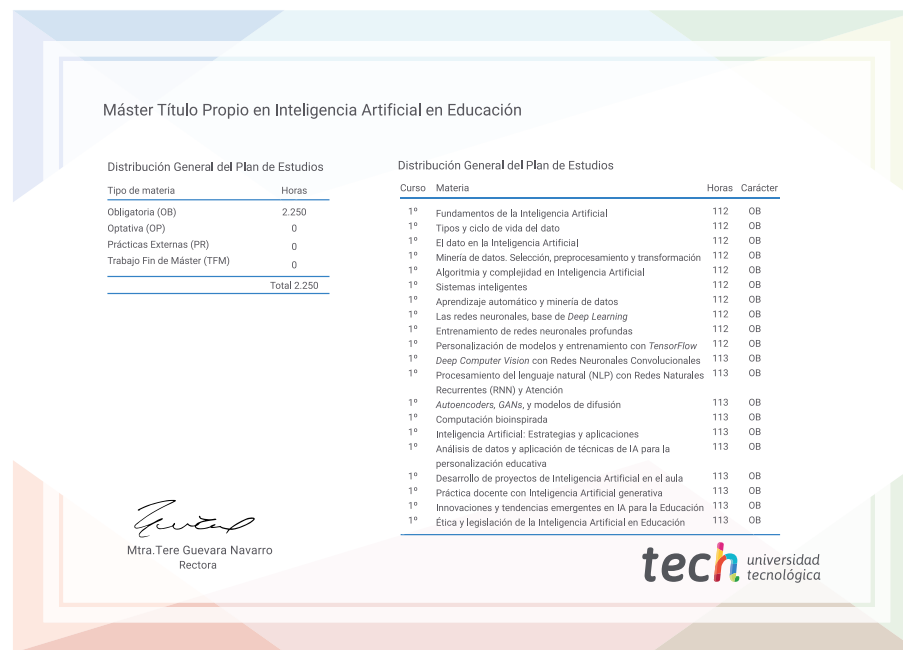 Máster Título Propio en Inteligencia Artificial en Educación
Distribución General del Plan de Estudios
Tipo de materia Horas
Obligatoria (OB) 2.250
Optativa (OP) 0
Prácticas Externas (PR) 0
Trabajo Fin de Máster (TFM) 0
Total 2.250
Distribución General del Plan de Estudios
Curso Materia Horas Carácter
1º Fundamentos de la Inteligencia Artificial 112 OB
1º Tipos y ciclo de vida del dato 112 OB
1º El dato en la Inteligencia Artificial 112 OB
1º Minería de datos. Selección, preprocesamiento y transformación 112 OB
1º Algoritmia y complejidad en Inteligencia Artificial 112 OB
1º Sistemas inteligentes 112 OB
1º Aprendizaje automático y minería de datos 112 OB
1º Las redes neuronales, base de Deep Learning 112 OB
1º Entrenamiento de redes neuronales profundas 112 OB
1º Personalización de modelos y entrenamiento con TensorFlow 112 OB
1º Deep Computer Vision con Redes Neuronales Convolucionales 113 OB
1º Procesamiento del lenguaje natural (NLP) con Redes Naturales 113 OB
Recurrentes (RNN) y Atención
1º Autoencoders, GANs, y modelos de difusión 113 OB
1º Computación bioinspirada 113 OB
1º Inteligencia Artificial: Estrategias y aplicaciones 113 OB
1º Análisis de datos y aplicación de técnicas de IA para la 113 OB
personalización educativa
1º Desarrollo de proyectos de Inteligencia Artificial en el aula 113 OB
1º Práctica docente con Inteligencia Artificial generativa 113 OB
1º Innovaciones y tendencias emergentes en IA para la Educación 113 OB
1º Ética y legislación de la Inteligencia Artificial en Educación 113 OB
Mtra.Tere Guevara Navarro
Rectora
tech universidad
tecnológica